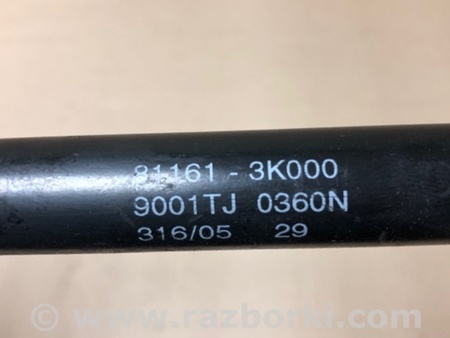 81161 - 3K000
9001TJ 0360N
316/05 29
© www.razborki.com